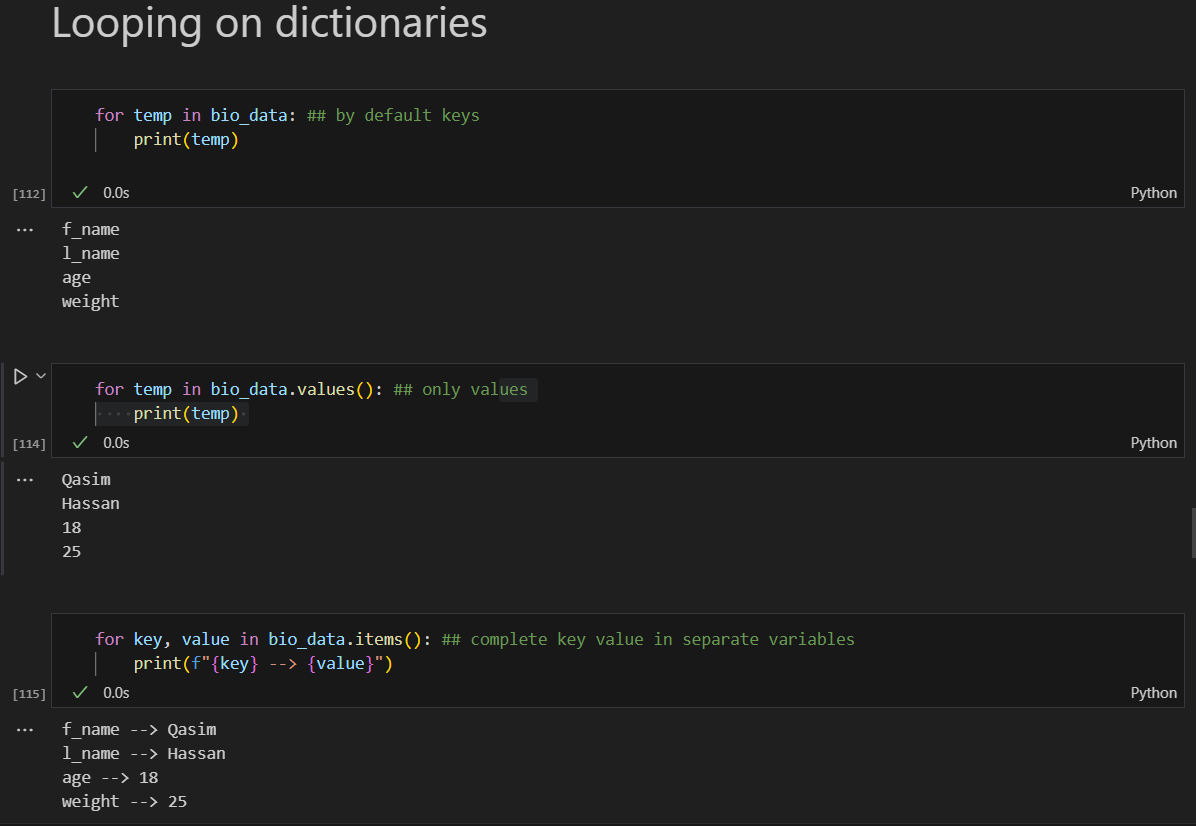 Looping on dictionaries
for temp in bio_data: ## by default keys
    print(temp)
[112] 0.0s Python
... f_name
l_name
age
weight
for temp in bio_data.values(): ## only values
    print(temp)
[114] 0.0s Python
... Qasim
Hassan
18
25
for key, value in bio_data.items(): ## complete key value in separate variables
    print(f"{key} --> {value}")
[115] 0.0s Python
... f_name --> Qasim
l_name --> Hassan
age --> 18
weight --> 25